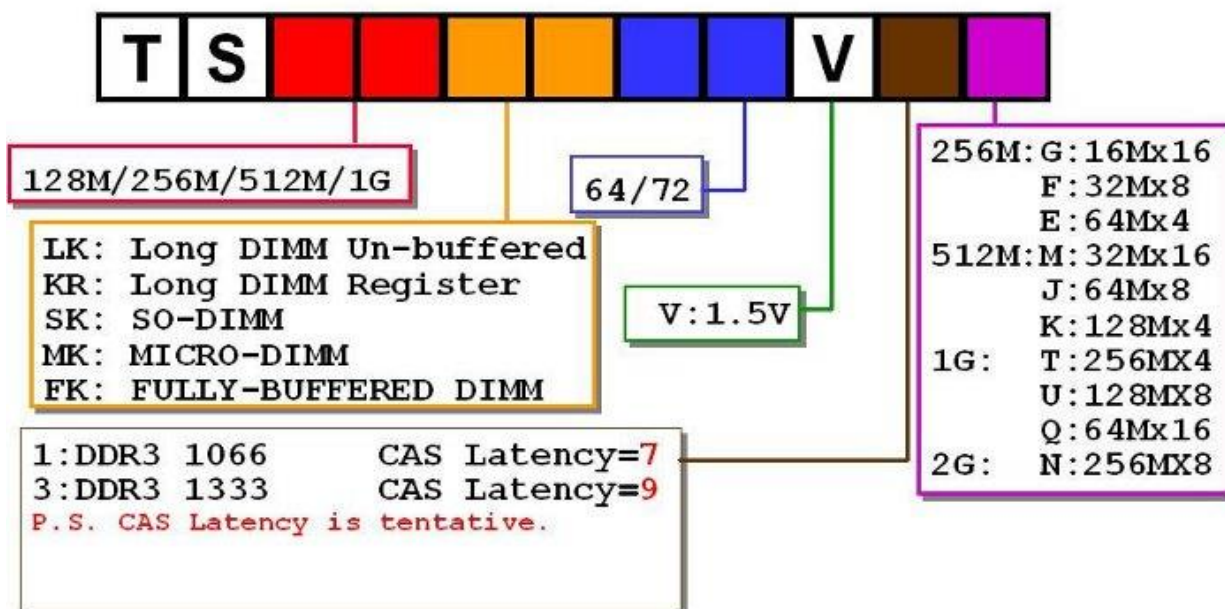 T S V
128M/256M/512M/1G
64/72
LK: Long DIMM Un-buffered
KR: Long DIMM Register
SK: SO-DIMM
MK: MICRO-DIMM
FK: FULLY-BUFFERED DIMM
V:1.5V
256M:G:16Mx16
F:32Mx8
E:64Mx4
512M:M:32Mx16
J:64Mx8
K:128Mx4
1G: T:256MX4
U:128MX8
Q:64Mx16
2G: N:256MX8
1:DDR3 1066 CAS Latency=7
3:DDR3 1333 CAS Latency=9
P.S. CAS Latency is tentative.